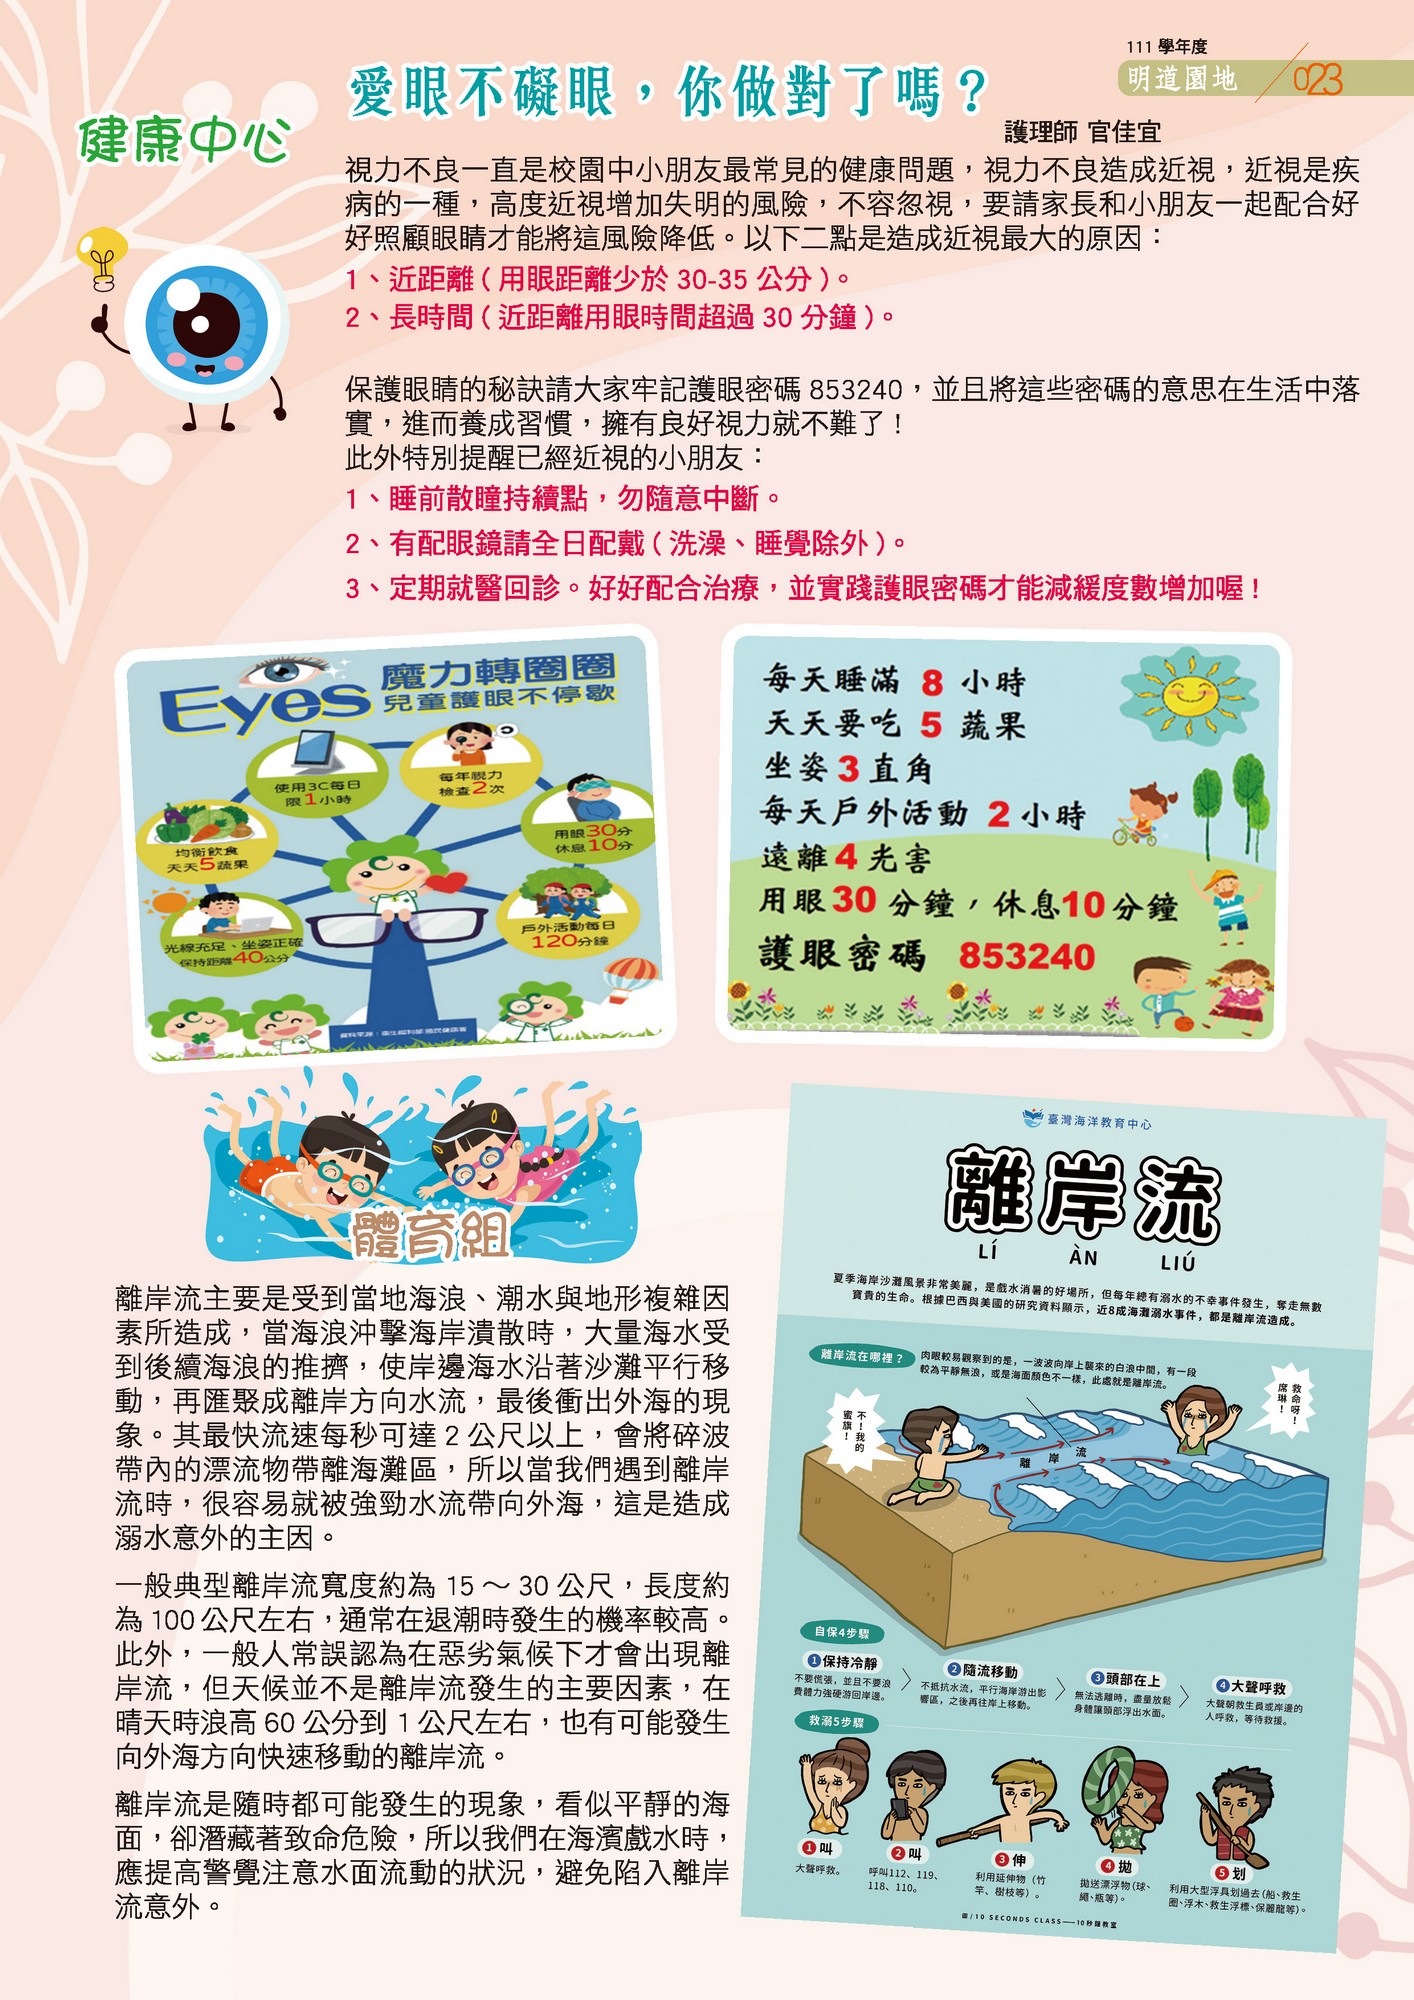 111 學年度
明道園地 023
愛眼不礙眼，你做對了嗎？
健康中心
護理師 官佳宜
視力不良一直是校園中小朋友最常見的健康問題，視力不良造成近視，近視是疾
病的一種，高度近視增加失明的風險，不容忽視，要請家長和小朋友一起配合好
好照顧眼睛才能將這風險降低。以下二點是造成近視最大的原因：
1、近距離 ( 用眼距離少於 30-35 公分 )。
2、長時間 ( 近距離用眼時間超過 30 分鐘 )。
保護眼睛的秘訣請大家牢記護眼密碼 853240，並且將這些密碼的意思在生活中落
實，進而養成習慣，擁有良好視力就不難了 !
此外特別提醒已經近視的小朋友：
1、睡前散瞳持續點，勿隨意中斷。
2、有配眼鏡請全日配戴 ( 洗澡、睡覺除外 )。
3、定期就醫回診。好好配合治療，並實踐護眼密碼才能減緩度數增加喔 !
Eyes 魔力轉圈圈
兒童護眼不停歇
使用3C每日
限1小時
每年視力
檢查2次
均衡飲食
天天5蔬果
用眼30分
休息10分
光線充足、坐姿正確
保持距離40公分
戶外活動每日
120分鐘
資料來源：衛生福利部 國民健康署
每天睡滿 8 小時
天天要吃 5 蔬果
坐姿 3 直角
每天戶外活動 2 小時
遠離 4 光害
用眼30 分鐘，休息10分鐘
護眼密碼 853240
體育組
離岸流主要是受到當地海浪、潮水與地形複雜因
素所造成，當海浪沖擊海岸潰散時，大量海水受
到後續海浪的推擠，使岸邊海水沿著沙灘平行移
動，再匯聚成離岸方向水流，最後衝出外海的現
象。其最快流速每秒可達 2 公尺以上，會將碎波
帶內的漂流物帶離海灘區，所以當我們遇到離岸
流時，很容易就被強勁水流帶向外海，這是造成
溺水意外的主因。
一般典型離岸流寬度約為 15 ～ 30 公尺，長度約
為 100 公尺左右，通常在退潮時發生的機率較高。
此外，一般人常誤認為在惡劣氣候下才會出現離
岸流，但天候並不是離岸流發生的主要因素，在
晴天時浪高 60 公分到 1 公尺左右，也有可能發生
向外海方向快速移動的離岸流。
離岸流是隨時都可能發生的現象，看似平靜的海
面，卻潛藏著致命危險，所以我們在海濱戲水時，
應提高警覺注意水面流動的狀況，避免陷入離岸
流意外。
臺灣海洋教育中心
離岸流
LÍ ÀN LIÚ
夏季海岸沙灘風景非常美麗，是戲水消暑的好場所，但每年總有溺水的不幸事件發生，奪走無數
寶貴的生命。根據巴西與美國的研究資料顯示，近8成海灘溺水事件，都是離岸流造成。
離岸流在哪裡？
肉眼較易觀察到的是，一波波向岸上襲來的白浪中間，有一段
較為平靜無浪，或是海面顏色不一樣，此處就是離岸流。
不！我的
蜜旗！
救命呀！
席琳！
離 岸 流
自保4步驟
1 保持冷靜
不要慌張，並且不要浪
費體力強硬游回岸邊。
2 隨流移動
不抵抗水流，平行海岸游出影
響區，之後再往岸上移動。
3 頭部在上
無法逃離時，盡量放鬆
身體讓頭部浮出水面。
4 大聲呼救
大聲朝救生員或岸邊的
人呼救，等待救援。
救溺5步驟
1 叫
大聲呼救。
2 叫
呼叫112、119、
118、110。
3 伸
利用延伸物（竹
竿、樹枝等）。
4 拋
拋送漂浮物（球、
繩、瓶等）。
5 划
利用大型浮具划過去（船、救生
圈、浮木、救生浮標、保麗龍等）。
圖/10 SECONDS CLASS——10秒鐘教室